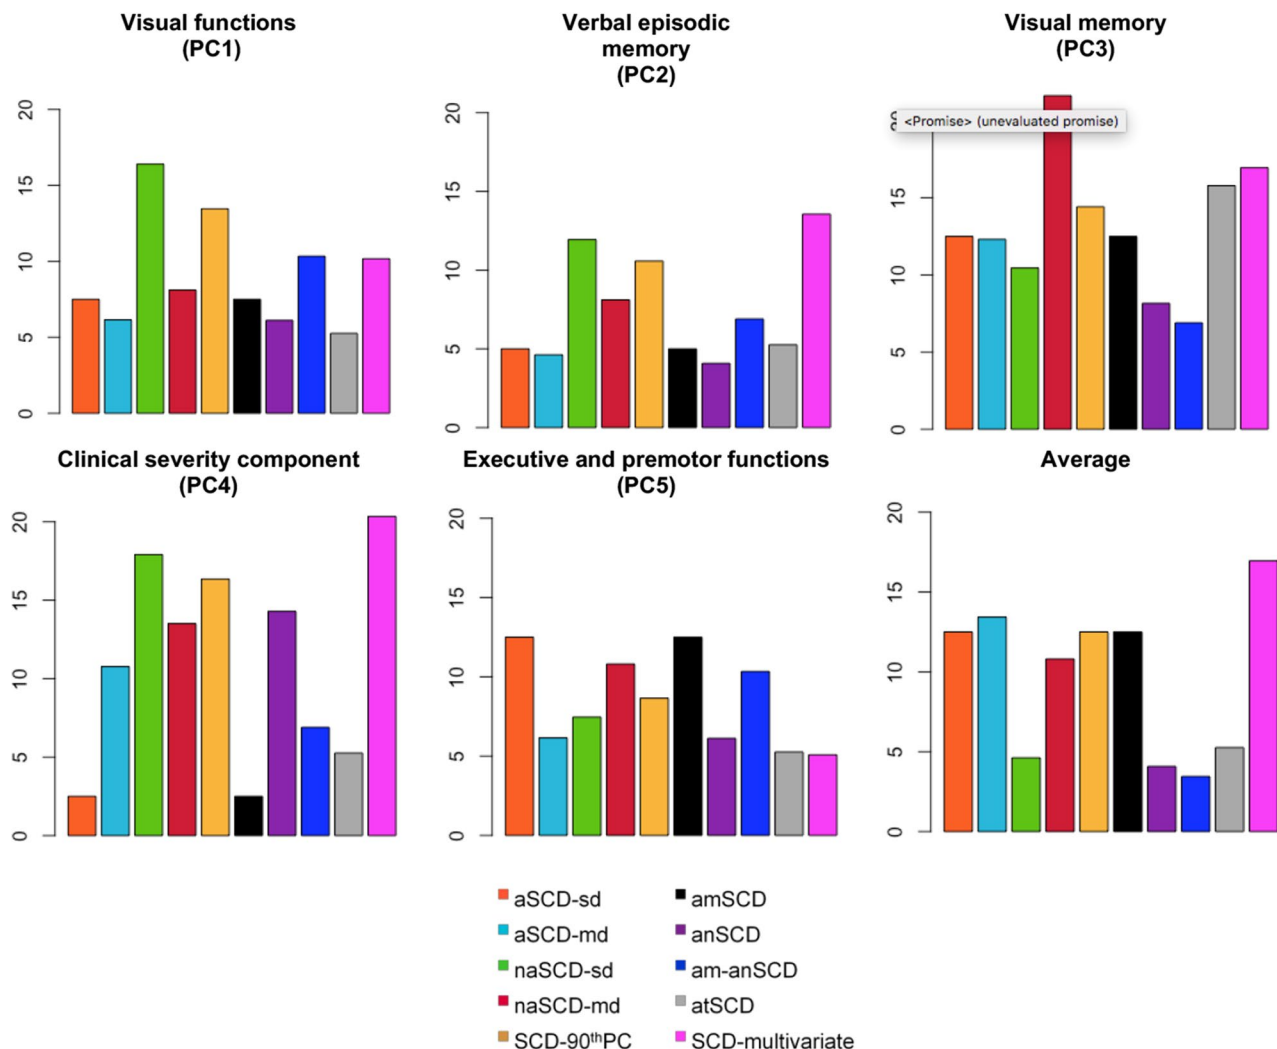 Visual functions
(PC1)
Verbal episodic
memory
(PC2)
Visual memory
(PC3)
20
15
10
5
0
20
15
10
5
0
<Promise> (unevaluated promise)
15
10
5
0
Clinical severity component
(PC4)
Executive and premotor functions
(PC5)
Average
20
15
10
5
0
20
15
10
5
0
20
15
10
5
0
aSCD-sd
aSCD-md
naSCD-sd
naSCD-md
SCD-90thPC
amSCD
anSCD
am-anSCD
atSCD
SCD-multivariate